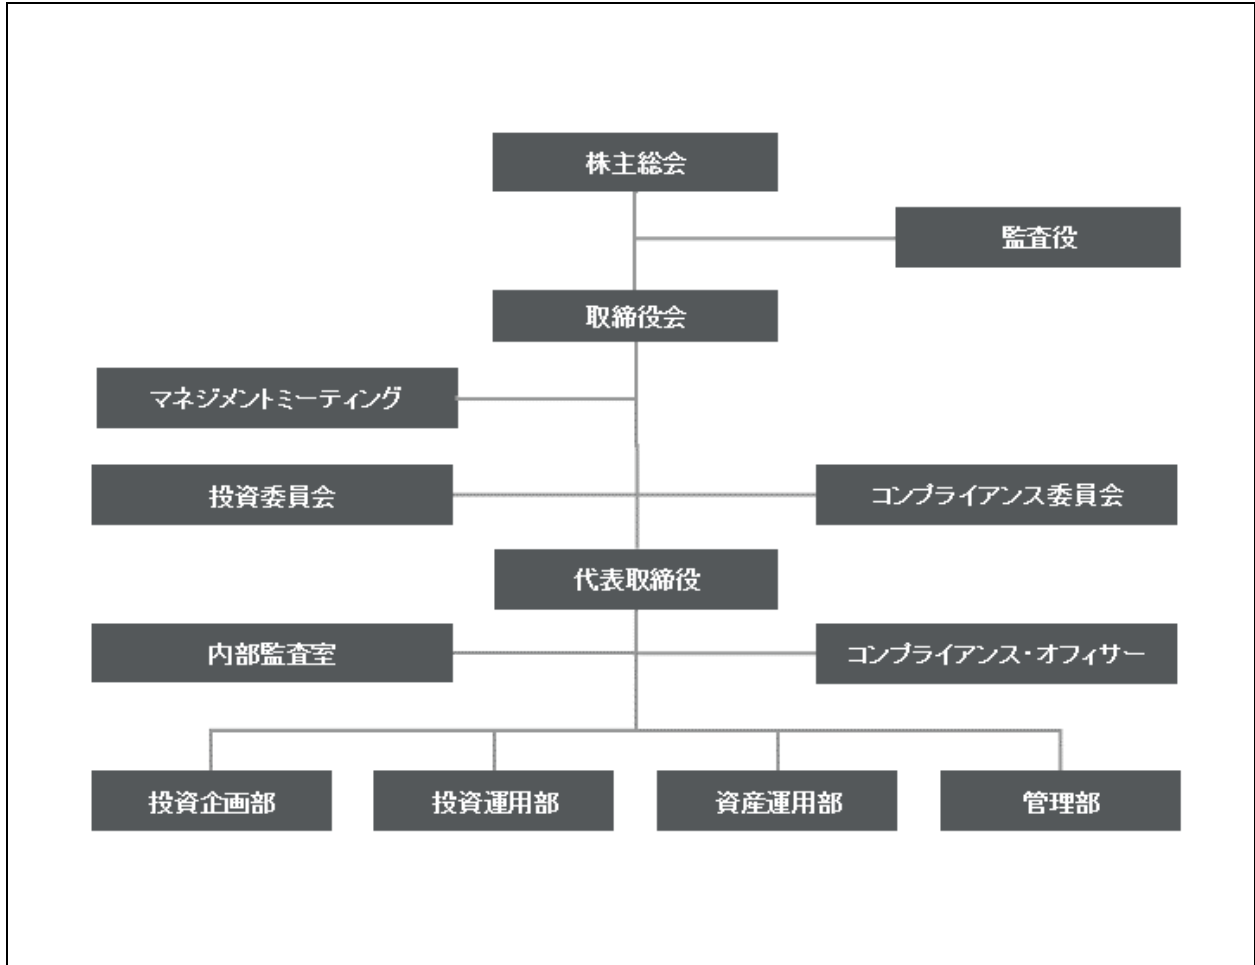 株主総会
監査役
取締役会
マネジメントミーティング
投資委員会
コンプライアンス委員会
代表取締役
内部監査室
コンプライアンス・オフィサー
投資企画部
投資運用部
資産運用部
管理部